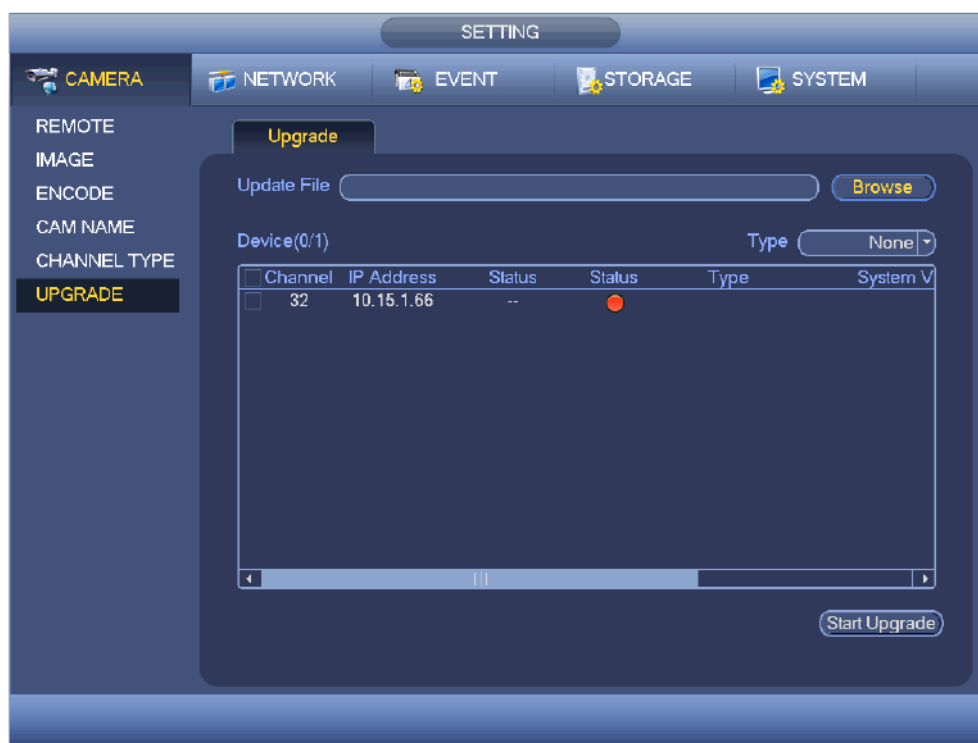 SETTING
CAMERA NETWORK EVENT STORAGE SYSTEM
REMOTE
IMAGE
ENCODE
CAM NAME
CHANNEL TYPE
UPGRADE
Upgrade
Update File Browse
Device(0/1) Type None
Channel IP Address Status Status Type System V
32 10.15.1.66 --
Start Upgrade